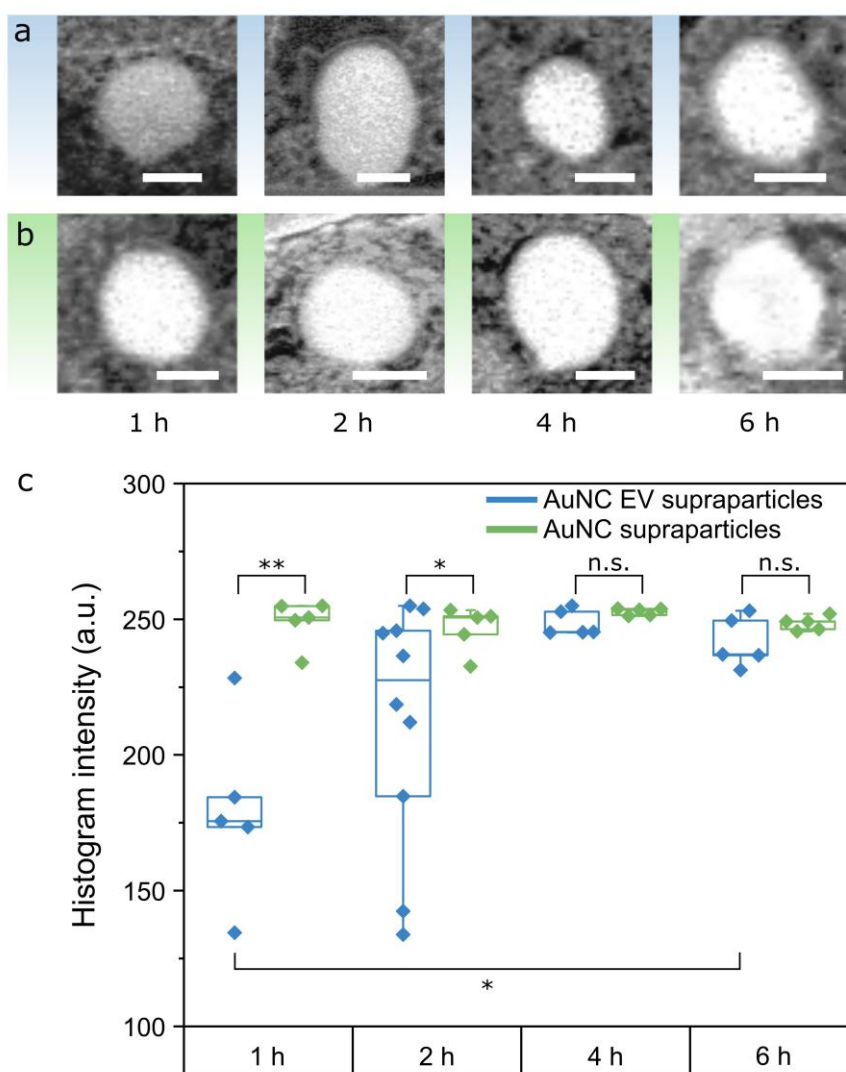 a
b
1 h 2 h 4 h 6 h
c
300
AuNC EV supraparticles
AuNC supraparticles
** * n.s. n.s.
250
200
150
100
*
Histogram intensity (a.u.)
1 h 2 h 4 h 6 h